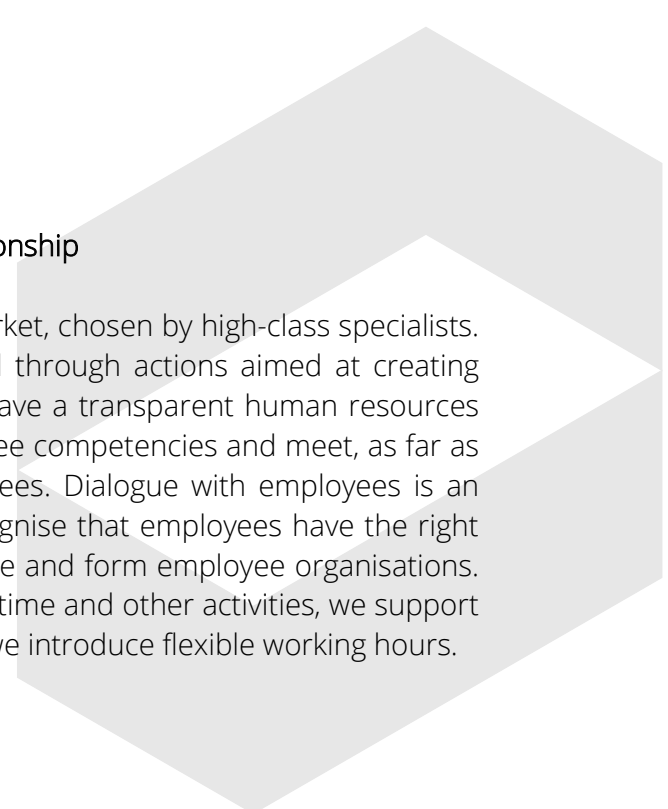 onship
rket, chosen by high-class specialists.
through actions aimed at creating
ave a transparent human resources
ee competencies and meet, as far as
ees. Dialogue with employees is an
gnise that employees have the right
e and form employee organisations.
time and other activities, we support
we introduce flexible working hours.